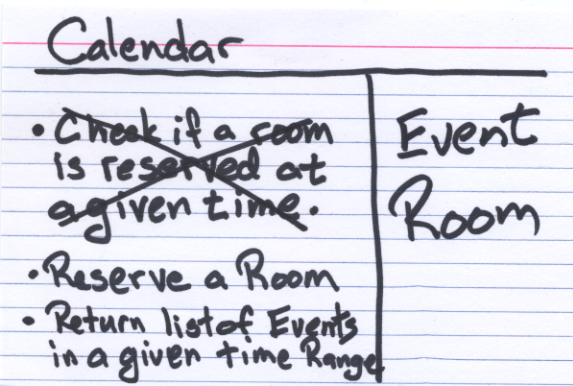 Calendar
• Check if a room
is reserved at
a given time.
• Reserve a Room
• Return list of Events
in a given time Range
Event
Room